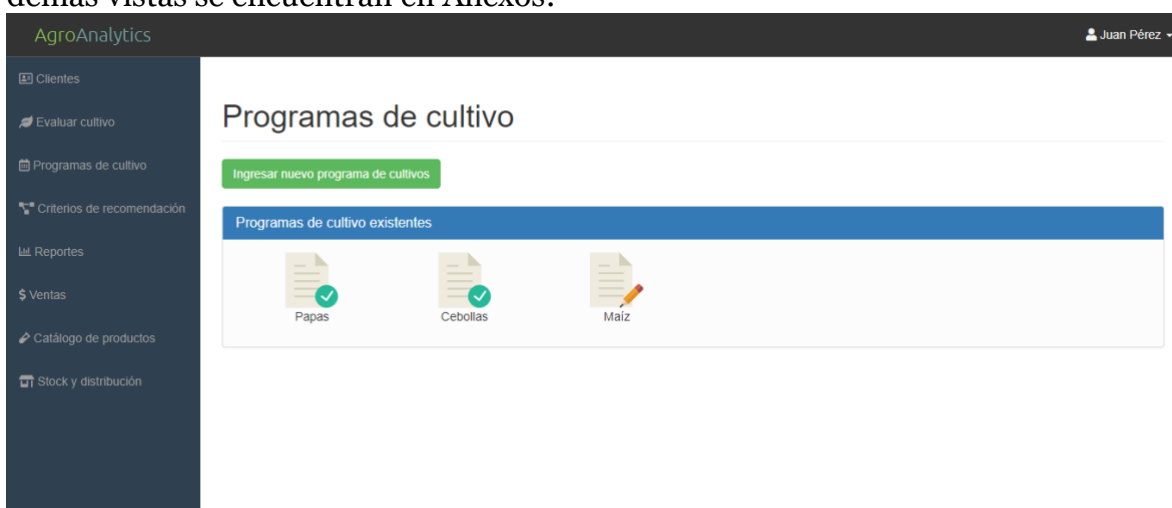 demás vistas se encuentran en Anexos.
AgroAnalytics
Juan Pérez
Clientes
Evaluar cultivo
Programas de cultivo
Criterios de recomendación
Reportes
$ Ventas
Catálogo de productos
Stock y distribución
Programas de cultivo
Ingresar nuevo programa de cultivos
Programas de cultivo existentes
Papas
Cebollas
Maíz